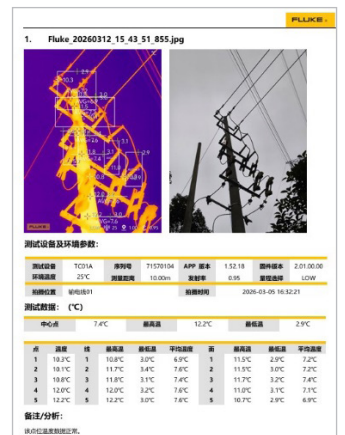 FLUKE
1. Fluke_20260312_15_43_51_855.jpg
FLUKE
测试设备及环境参数:
测试设备 TC01A 序列号 71570104 APP 版本 1.52.18 固件版本 2.01.00.06
环境温度 25℃ 测量距离 10.00m 发射率 0.95 量程选择 LOW
拍摄位置 输电线01 拍摄时间 2026-03-05 16:32:21
测试数据: (℃)
中心点 7.4℃ 最高温 12.2℃ 最低温 2.9℃
点 温度 线 最高温 最低温 平均温度 面 最高温 最低温 平均温度
1 10.3℃ 1 10.8℃ 3.0℃ 6.9℃ 1 11.5℃ 2.9℃ 7.2℃
2 10.1℃ 2 11.7℃ 3.4℃ 7.6℃ 2 11.5℃ 3.0℃ 7.2℃
3 10.8℃ 3 11.8℃ 3.1℃ 7.4℃ 3 11.7℃ 3.2℃ 7.4℃
4 12.0℃ 4 12.0℃ 3.2℃ 7.6℃ 4 11.0℃ 3.1℃ 7.1℃
5 12.2℃ 5 12.2℃ 3.0℃ 7.6℃ 5 10.7℃ 2.9℃ 6.9℃
备注/分析:
该点位温度数据正常。